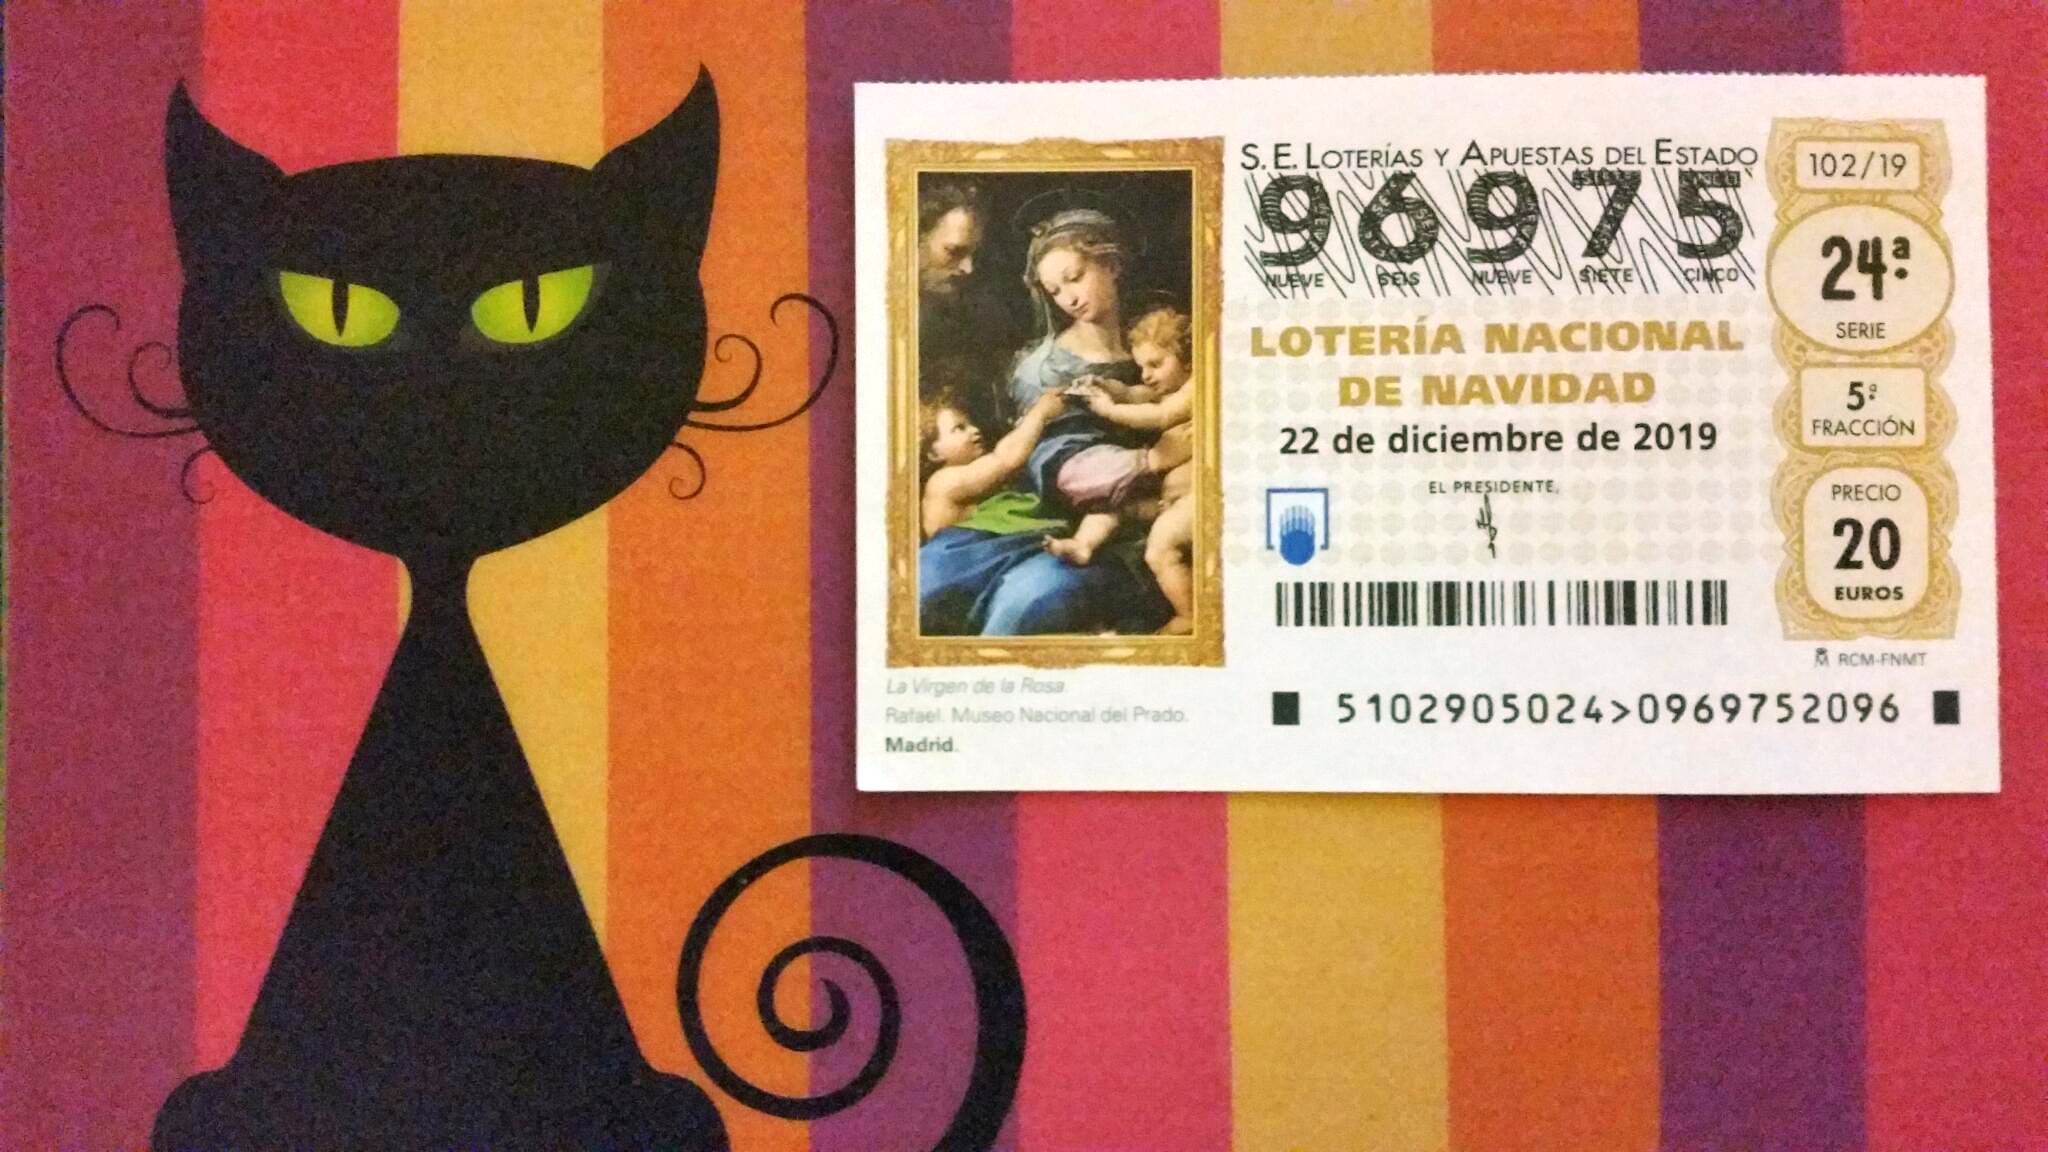 S. E. LOTERÍAS Y APUESTAS DEL ESTADO
96975
NUEVE SEIS NUEVE SIETE CINCO
LOTERÍA NACIONAL
DE NAVIDAD
22 de diciembre de 2019
EL PRESIDENTE,
102/19
24ª
SERIE
5ª
FRACCIÓN
PRECIO
20
EUROS
RCM-FNMT
La Virgen de la Rosa.
Rafael. Museo Nacional del Prado.
Madrid.
5102905024>0969752096